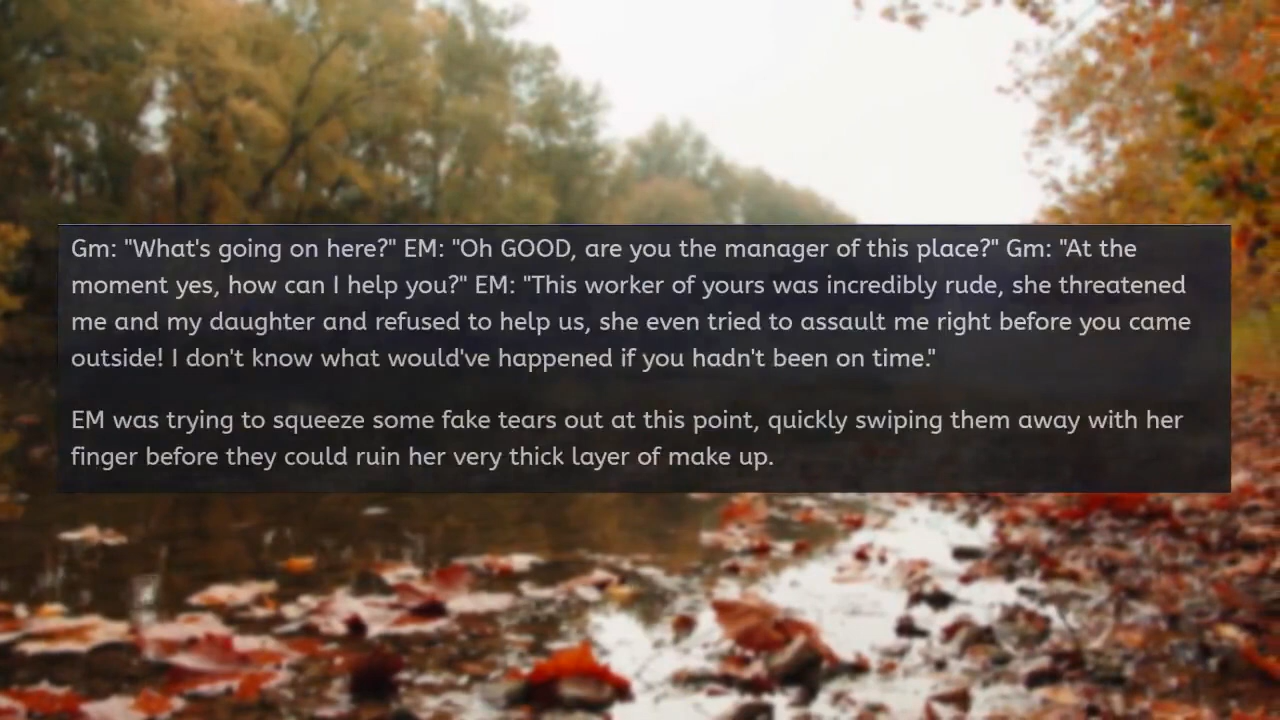 Gm: "What's going on here?" EM: "Oh GOOD, are you the manager of this place?" Gm: "At the
moment yes, how can I help you?" EM: "This worker of yours was incredibly rude, she threatened
me and my daughter and refused to help us, she even tried to assault me right before you came
outside! I don't know what would've happened if you hadn't been on time."
EM was trying to squeeze some fake tears out at this point, quickly swiping them away with her
finger before they could ruin her very thick layer of make up.